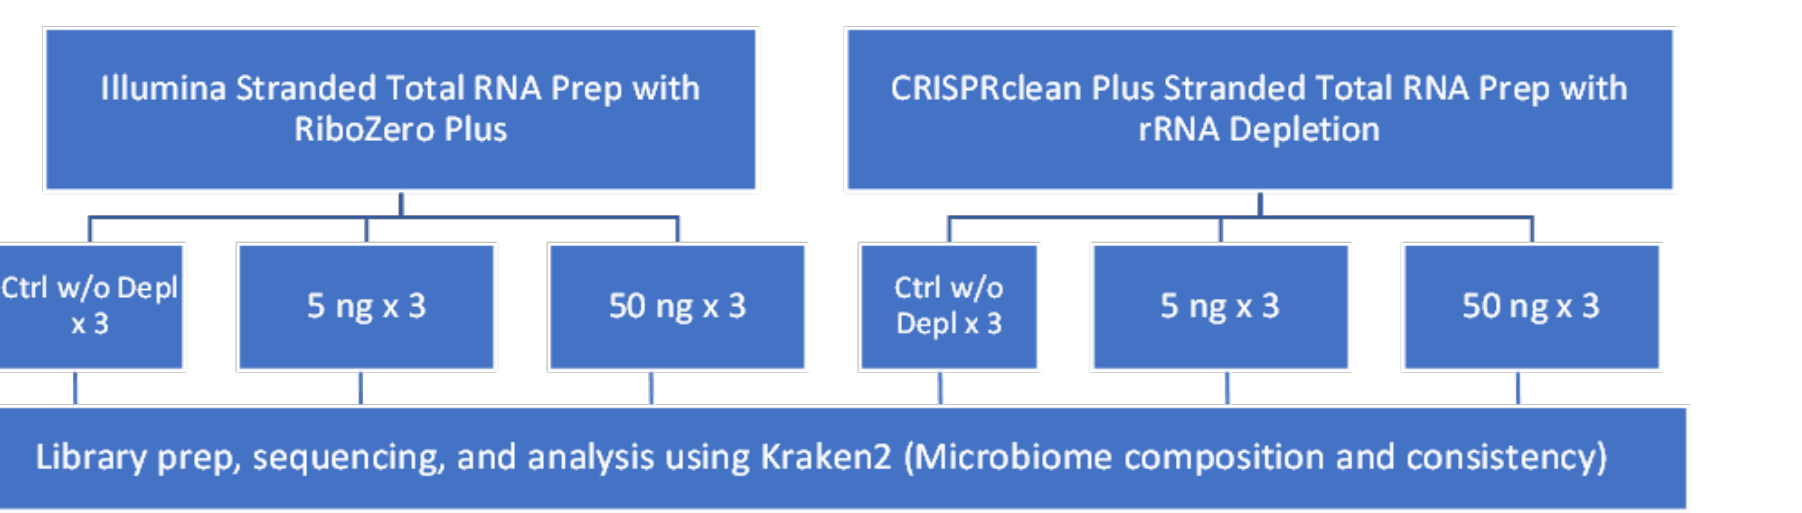 Illumina Stranded Total RNA Prep with
RiboZero Plus
CRISPRclean Plus Stranded Total RNA Prep with
rRNA Depletion
Ctrl w/o Depl
x 3
5 ng x 3
50 ng x 3
Ctrl w/o
Depl x 3
5 ng x 3
50 ng x 3
Library prep, sequencing, and analysis using Kraken2 (Microbiome composition and consistency)